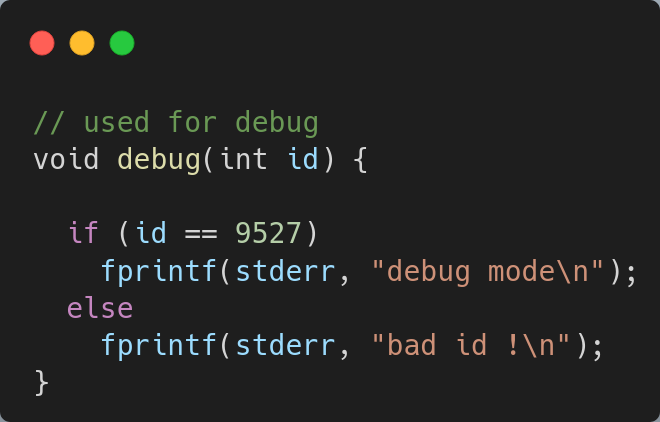 // used for debug
void debug(int id) {
if (id == 9527)
fprintf(stderr, "debug mode\n");
else
fprintf(stderr, "bad id !\n");
}